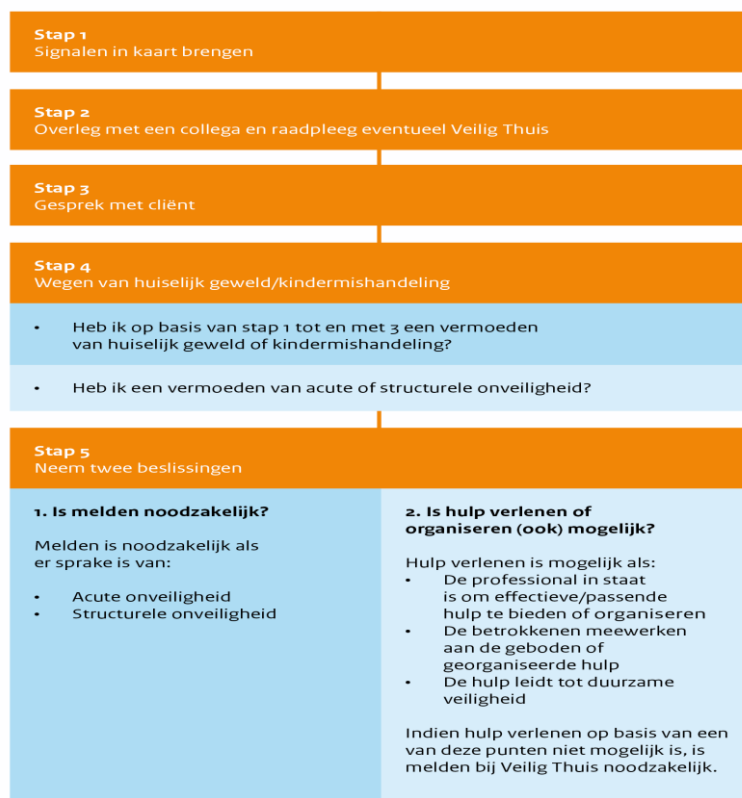 Stap 1
Signalen in kaart brengen
Stap 2
Overleg met een collega en raadpleeg eventueel Veilig Thuis
Stap 3
Gesprek met cliënt
Stap 4
Wegen van huiselijk geweld/kindermishandeling
• Heb ik op basis van stap 1 tot en met 3 een vermoeden
van huiselijk geweld of kindermishandeling?
• Heb ik een vermoeden van acute of structurele onveiligheid?
Stap 5
Neem twee beslissingen
1. Is melden noodzakelijk?
Melden is noodzakelijk als
er sprake is van:
• Acute onveiligheid
• Structurele onveiligheid
2. Is hulp verlenen of
organiseren (ook) mogelijk?
Hulp verlenen is mogelijk als:
• De professional in staat
is om effectieve/passende
hulp te bieden of organiseren
• De betrokkenen meewerken
aan de geboden of
georganiseerde hulp
• De hulp leidt tot duurzame
veiligheid
Indien hulp verlenen op basis van een
van deze punten niet mogelijk is, is
melden bij Veilig Thuis noodzakelijk.